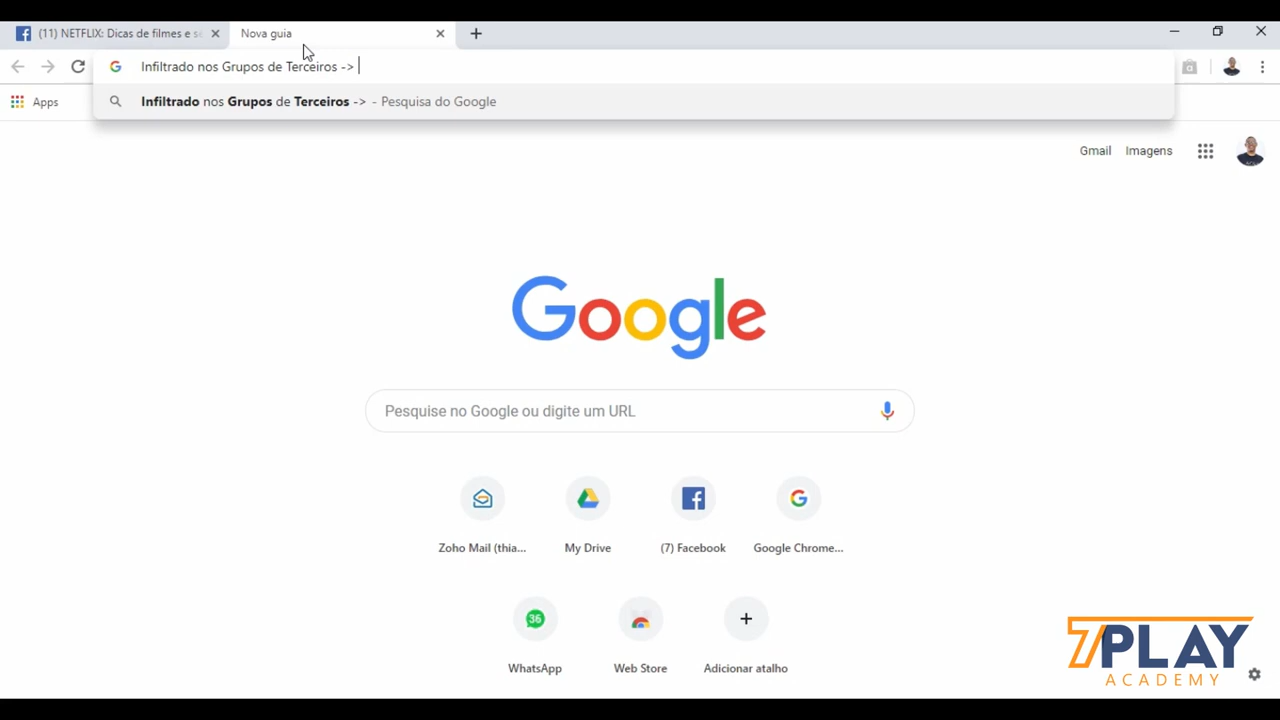 (11) NETFLIX: Dicas de filmes e sé
Nova guia
Infiltrado nos Grupos de Terceiros ->
Infiltrado nos Grupos de Terceiros -> - Pesquisa do Google
Apps
Gmail
Imagens
Google
Pesquise no Google ou digite um URL
Zoho Mail (thia...
My Drive
(7) Facebook
Google Chrome...
36
WhatsApp
Web Store
Adicionar atalho
7PLAY
ACADEMY